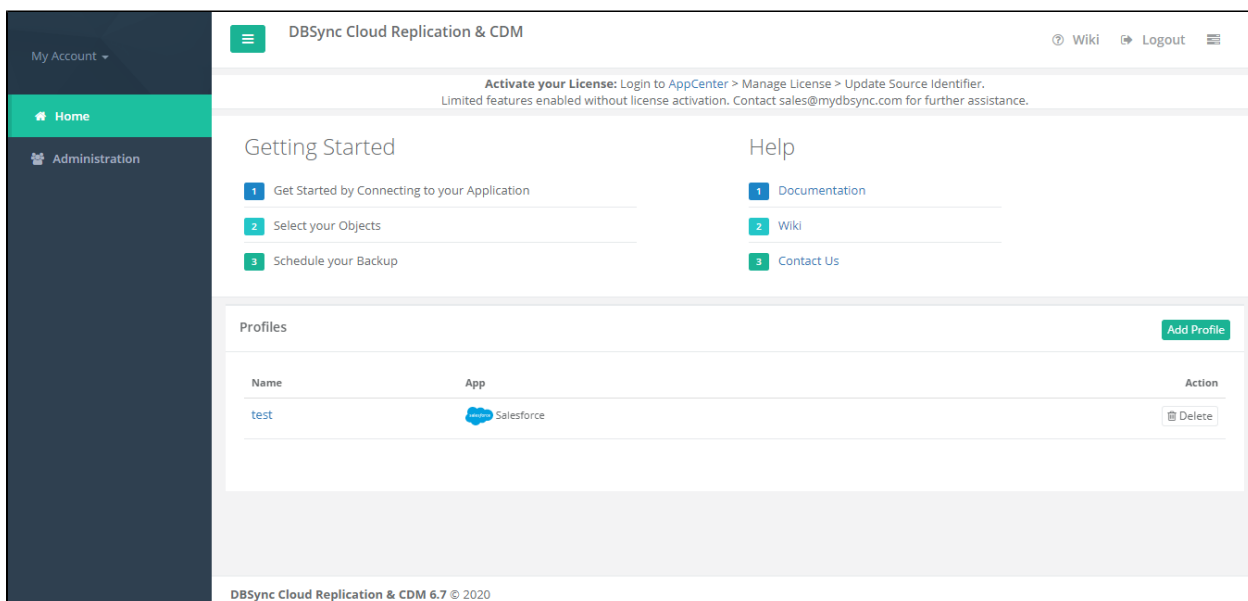 DBSync Cloud Replication & CDM
Wiki
Logout
My Account
Activate your License: Login to AppCenter > Manage License > Update Source Identifier.
Limited features enabled without license activation. Contact sales@mydbsync.com for further assistance.
Home
Administration
Getting Started
1 Get Started by Connecting to your Application
2 Select your Objects
3 Schedule your Backup
Help
1 Documentation
2 Wiki
3 Contact Us
Profiles
Add Profile
Name App Action
test salesforce Salesforce Delete
DBSync Cloud Replication & CDM 6.7 © 2020